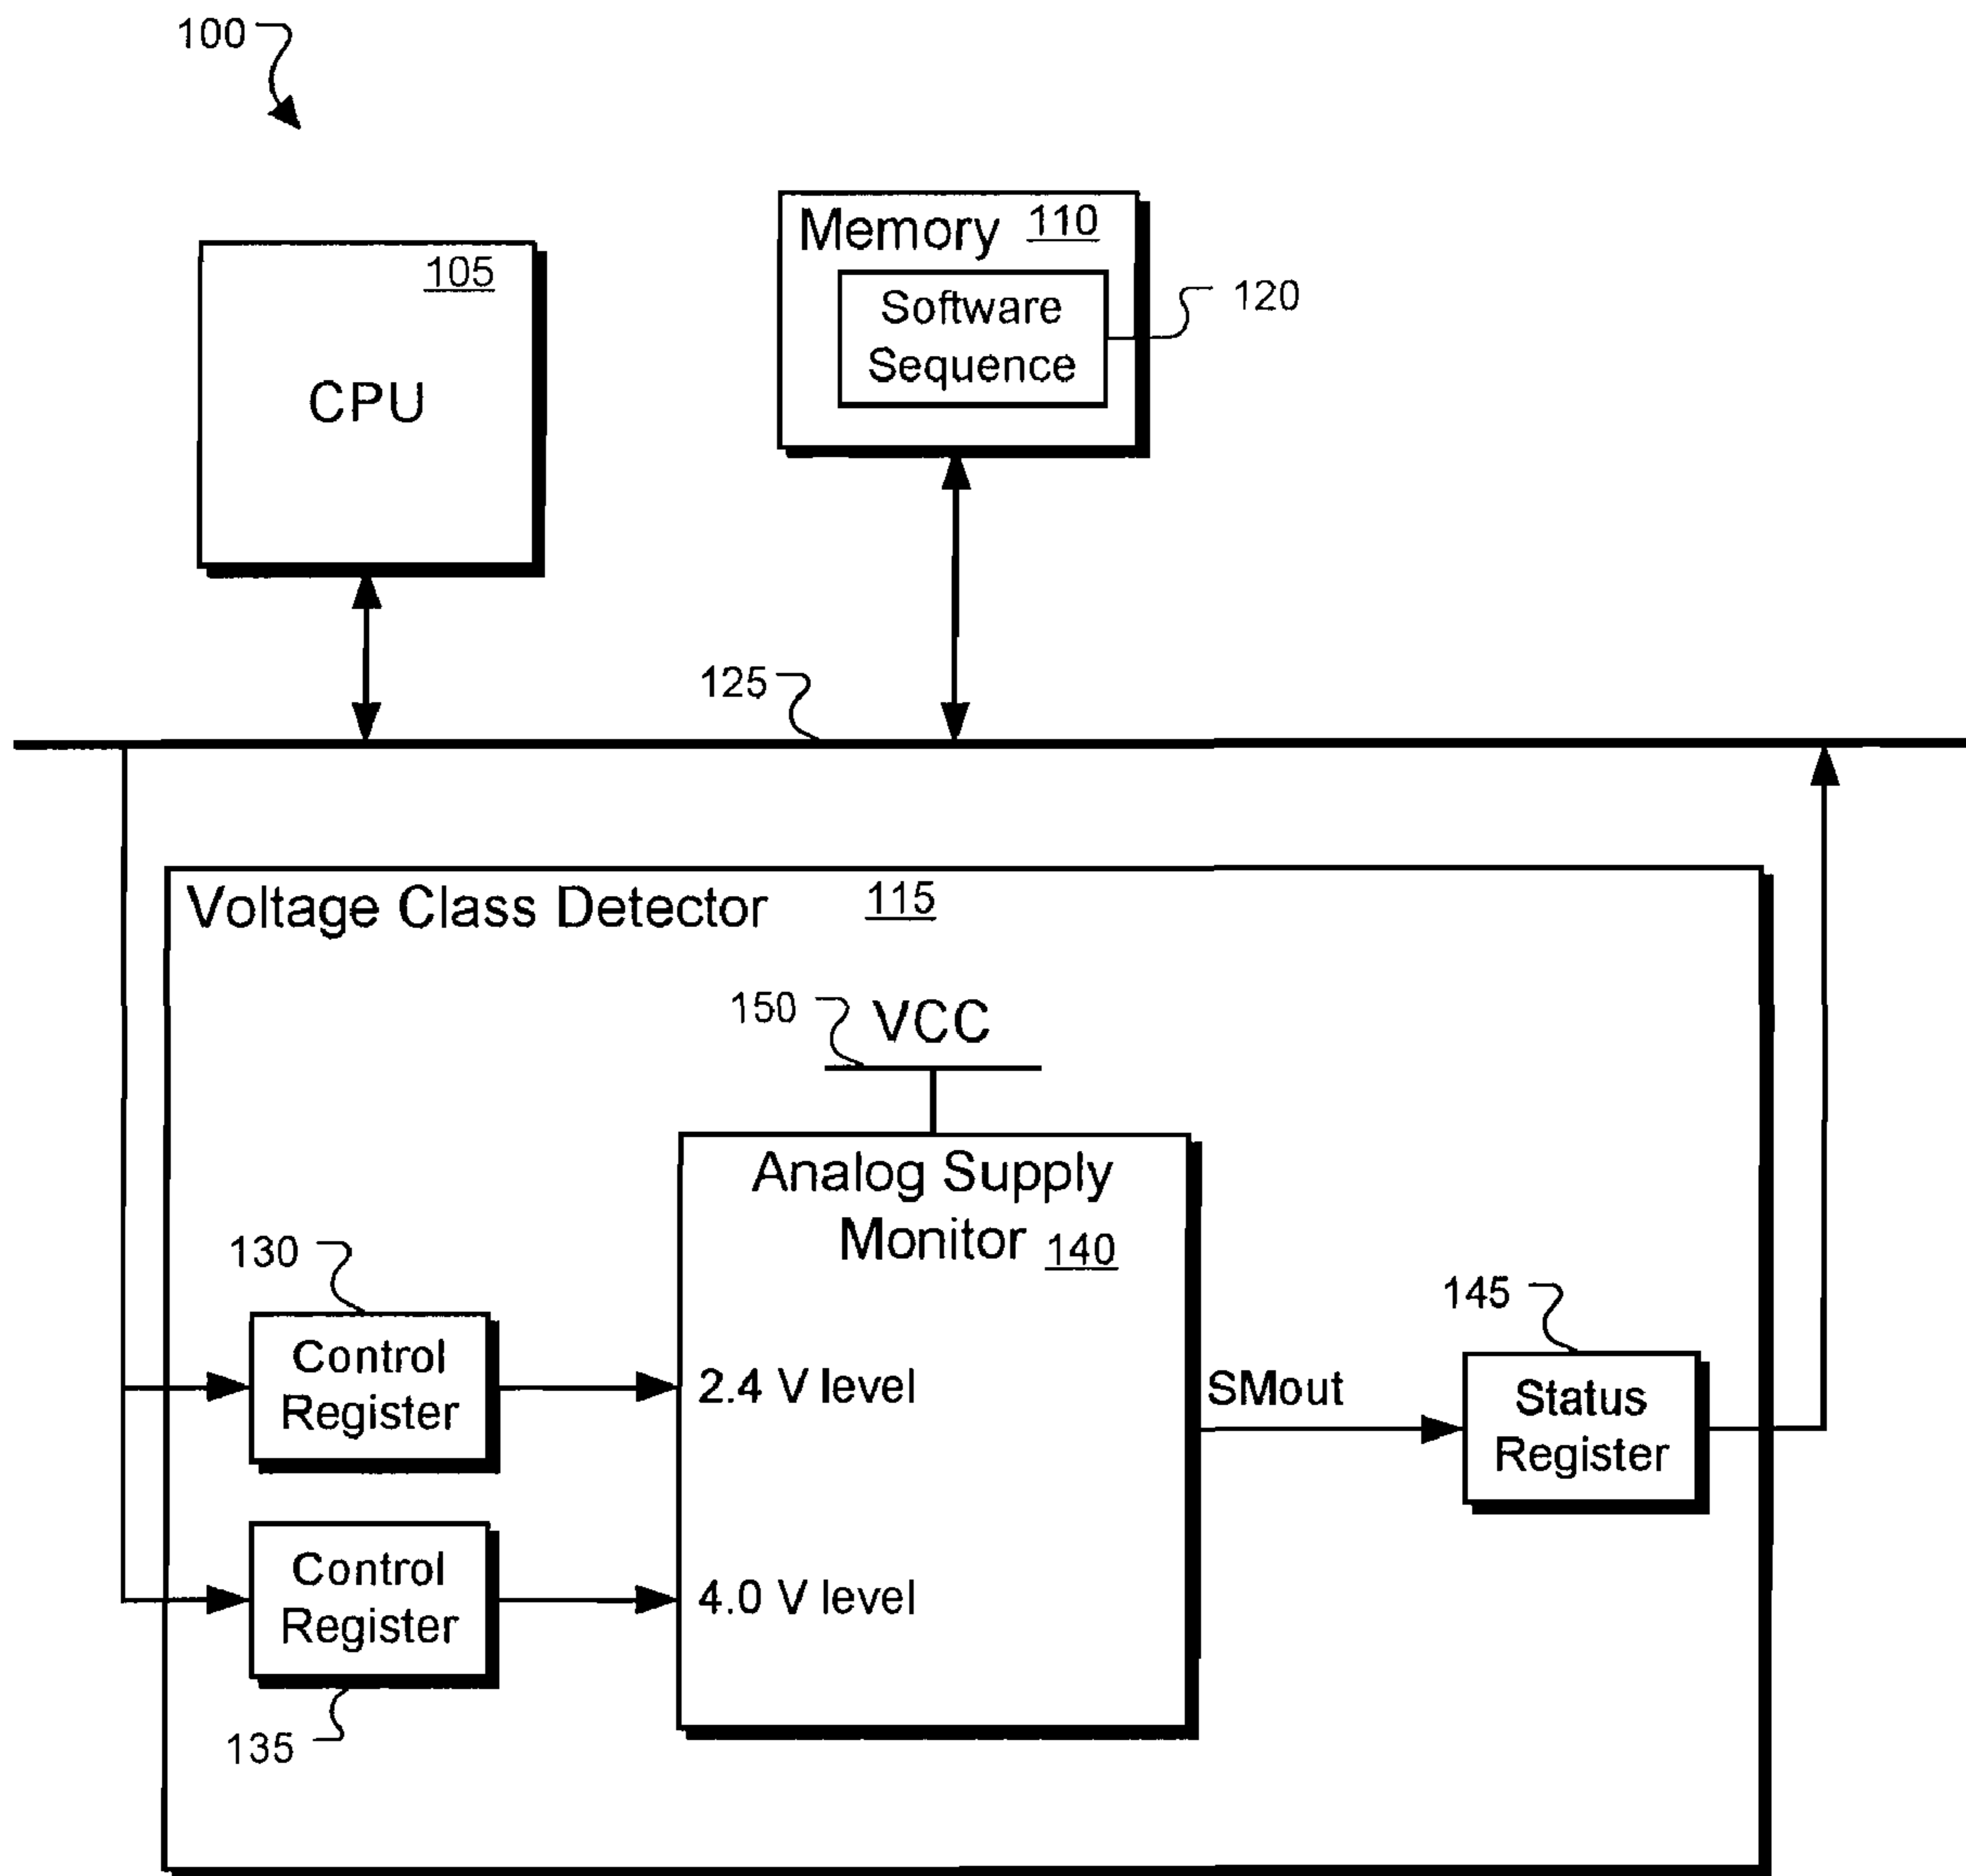 100
Memory 110
105
Software
Sequence
120
CPU
125
Voltage Class Detector 115
150 VCC
Analog Supply
Monitor 140
130
145
Control
Register
2.4 V level
SMout
Status
Register
Control
Register
4.0 V level
135